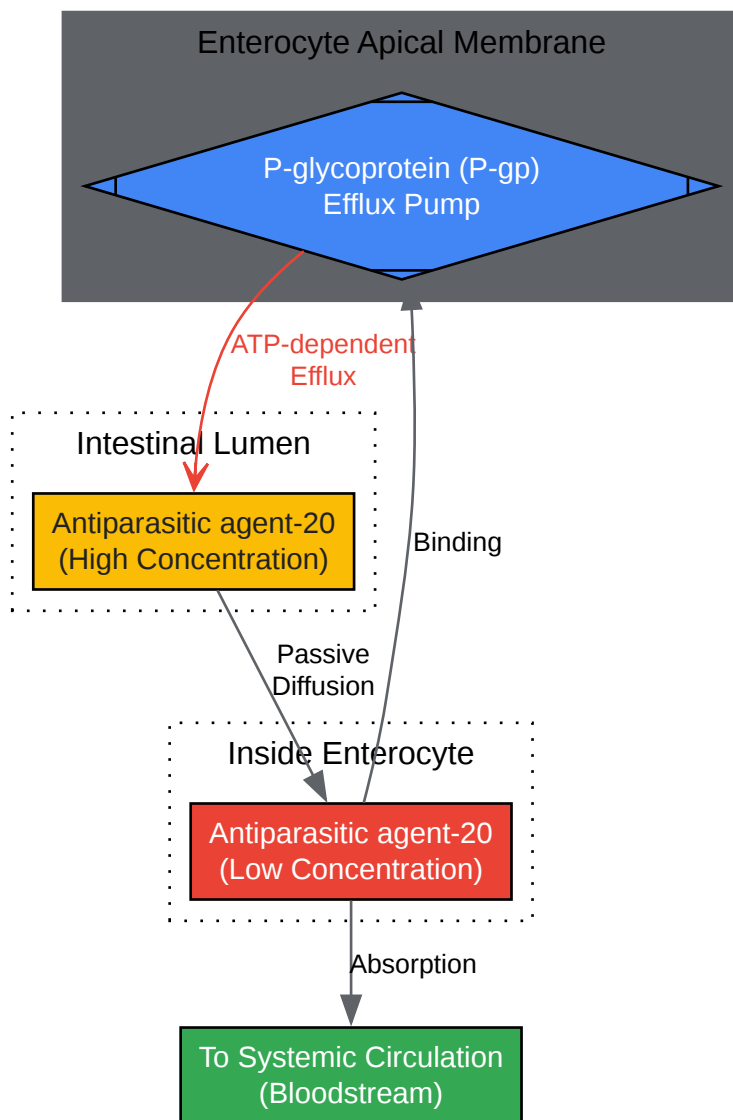 Enterocyte Apical Membrane
P-glycoprotein (P-gp)
Efflux Pump
ATP-dependent
Efflux
Intestinal Lumen
Antiparasitic agent-20
(High Concentration)
Binding
Passive
Diffusion
Inside Enterocyte
Antiparasitic agent-20
(Low Concentration)
Absorption
To Systemic Circulation
(Bloodstream)